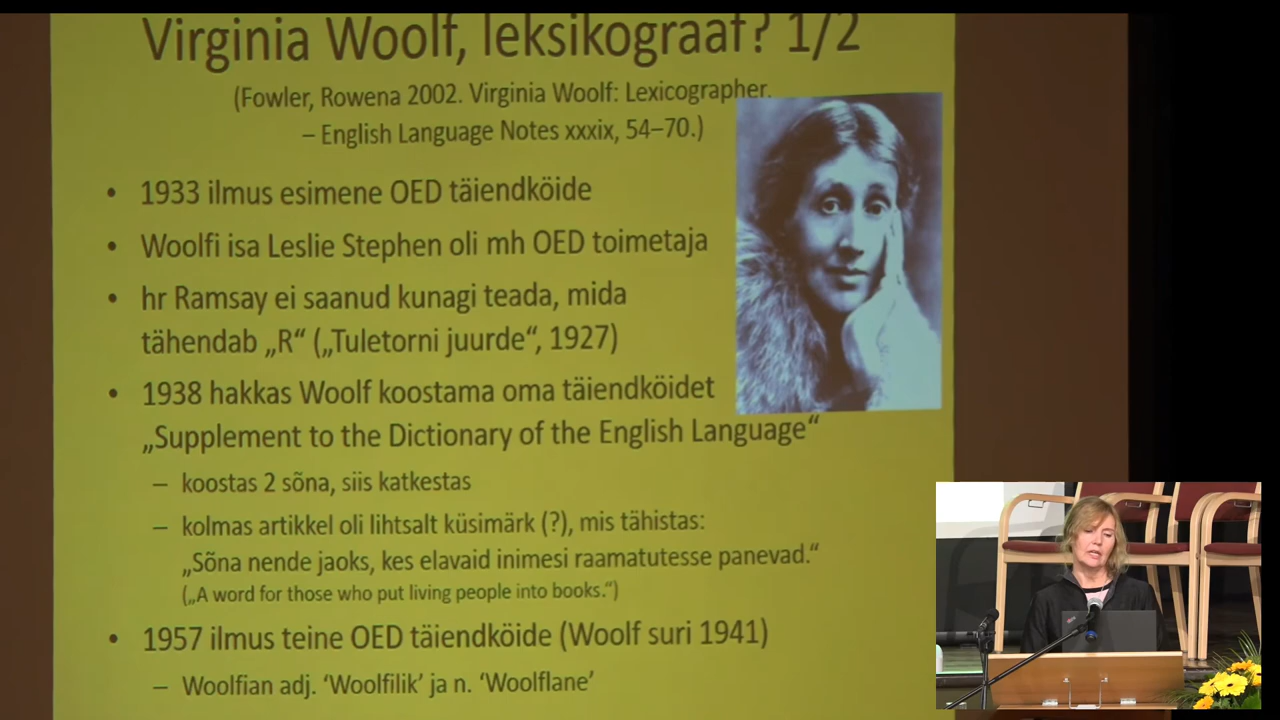 Virginia Woolf, leksikograaf? 1/2
(Fowler, Rowena 2002. Virginia Woolf: Lexicographer.
– English Language Notes xxxix, 54–70.)
• 1933 ilmus esimene OED täiendköide
• Woolfi isa Leslie Stephen oli mh OED toimetaja
• hr Ramsay ei saanud kunagi teada, mida
tähendab „R“ („Tuletorni juurde“, 1927)
• 1938 hakkas Woolf koostama oma täiendköidet
„Supplement to the Dictionary of the English Language“
– koostas 2 sõna, siis katkestas
– kolmas artikkel oli lihtsalt küsimärk (?), mis tähistas:
„Sõna nende jaoks, kes elavaid inimesi raamatutesse panevad.“
(„A word for those who put living people into books.“)
• 1957 ilmus teine OED täiendköide (Woolf suri 1941)
– Woolfian adj. ‘Woolfilik’ ja n. ‘Woolflane’